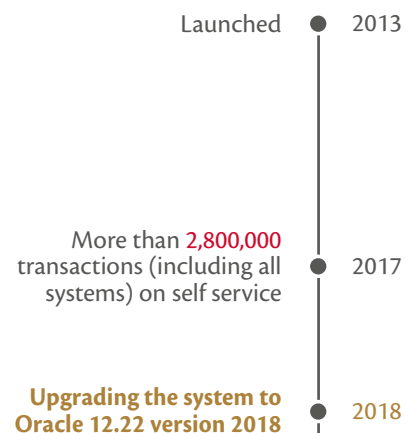 Launched 2013
More than 2,800,000
transactions (including all 2017
systems) on self service
Upgrading the system to 2018
Oracle 12.22 version 2018